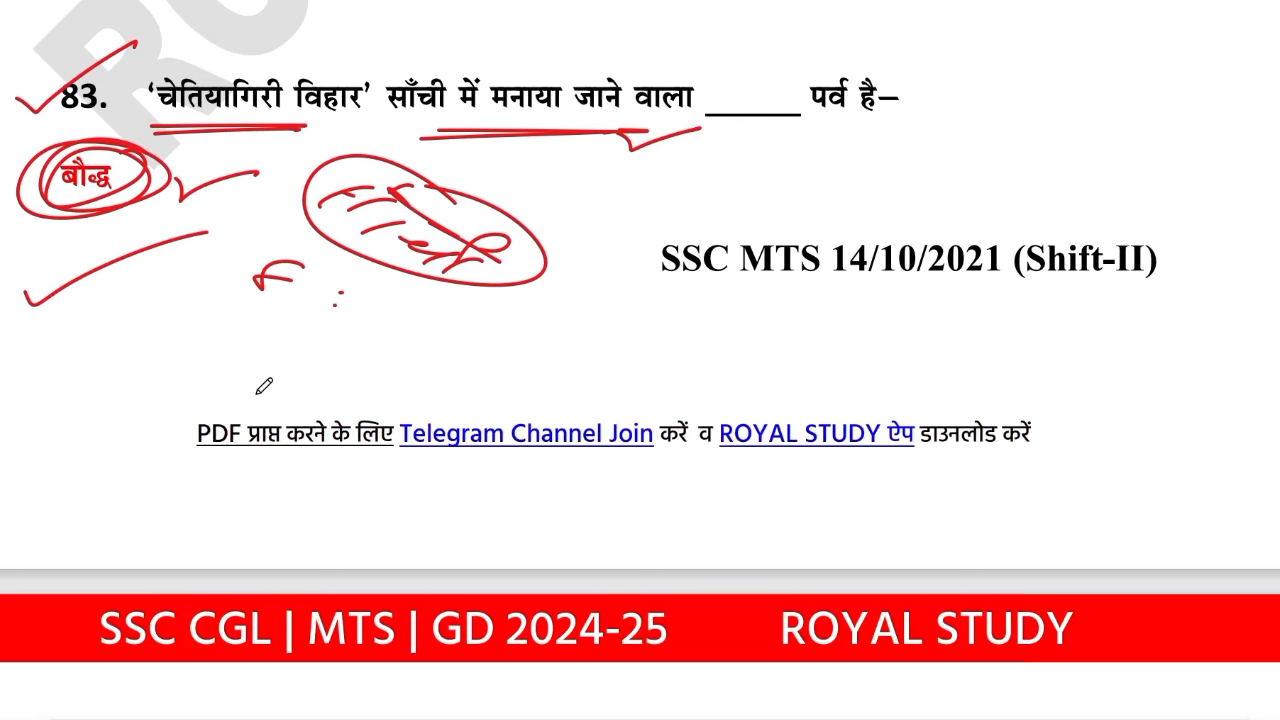 83. 'चेतियागिरी विहार' साँची में मनाया जाने वाला ______ पर्व है–
बौद्ध
SSC MTS 14/10/2021 (Shift-II)
PDF प्राप्त करने के लिए Telegram Channel Join करें व ROYAL STUDY ऐप डाउनलोड करें
SSC CGL | MTS | GD 2024-25 ROYAL STUDY